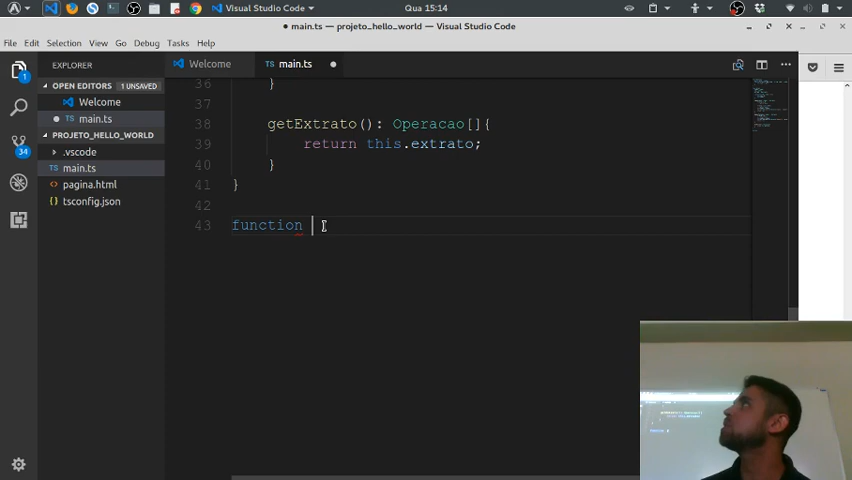 Visual Studio Code
Qua 15:14
● main.ts - projeto_hello_world - Visual Studio Code
File Edit Selection View Go Debug Tasks Help
EXPLORER
OPEN EDITORS 1 UNSAVED
Welcome
main.ts
PROJETO_HELLO_WORLD
.vscode
main.ts
pagina.html
tsconfig.json
1
34
Welcome
main.ts
36 }
37
38 getExtrato(): Operacao[]{
39 return this.extrato;
40 }
41 }
42
43 function